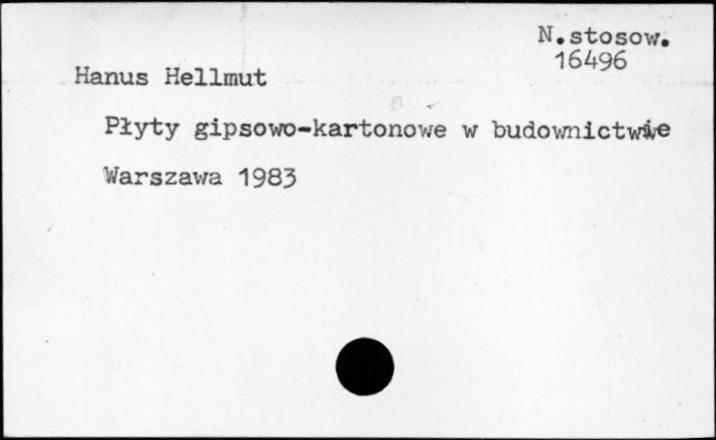 N.stosow.
16496
Hanus Hellmut
Płyty gipsowo-kartonowe w budownictwie
Warszawa 1983